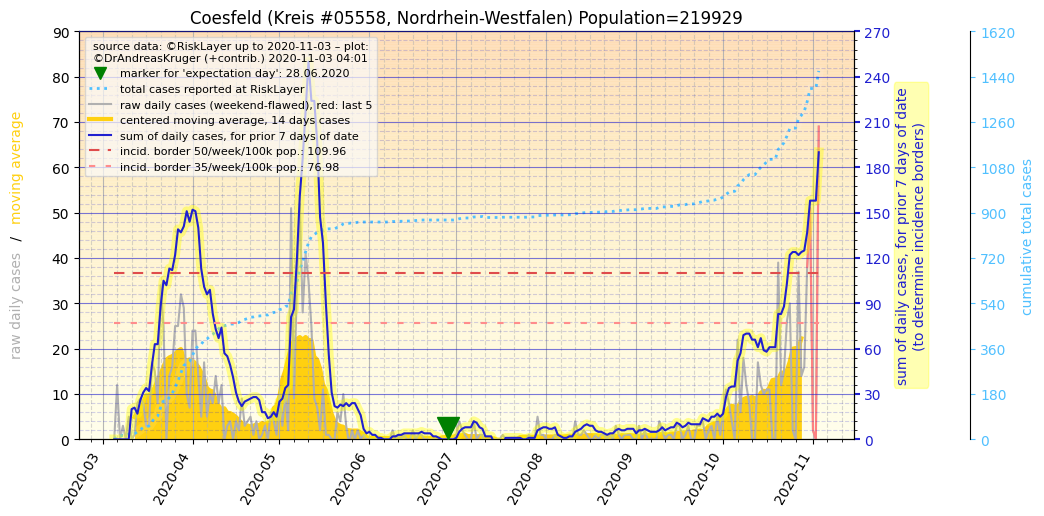 Coesfeld (Kreis #05558, Nordrhein-Westfalen) Population=219929
source data: ©RiskLayer up to 2020-11-03 – plot:
©DrAndreasKruger (+contrib.) 2020-11-03 04:01
marker for 'expectation day': 28.06.2020
total cases reported at RiskLayer
raw daily cases (weekend-flawed), red: last 5
centered moving average, 14 days cases
sum of daily cases, for prior 7 days of date
incid. border 50/week/100k pop.: 109.96
incid. border 35/week/100k pop.: 76.98
raw daily cases / moving average
90
80
70
60
50
40
30
20
10
0
270
240
210
180
150
120
90
60
30
0
sum of daily cases, for prior 7 days of date
(to determine incidence borders)
1620
1440
1260
1080
900
720
540
360
180
0
cumulative total cases
2020-03
2020-04
2020-05
2020-06
2020-07
2020-08
2020-09
2020-10
2020-11